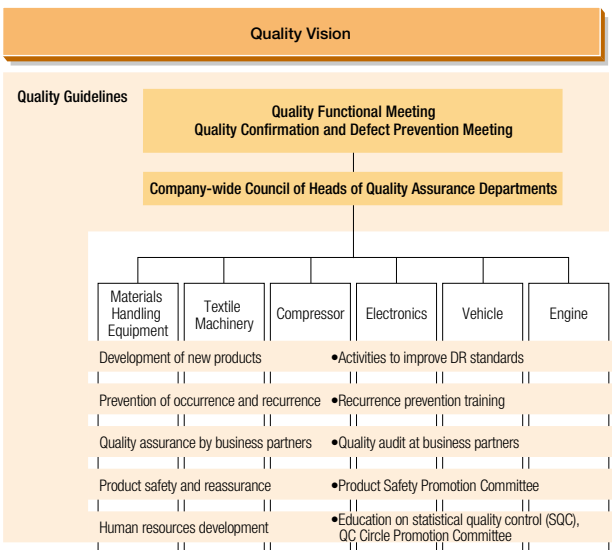 Quality Vision
Quality Guidelines
Quality Functional Meeting
Quality Confirmation and Defect Prevention Meeting
Company-wide Council of Heads of Quality Assurance Departments
Materials
Handling
Equipment
Textile
Machinery
Compressor
Electronics
Vehicle
Engine
Development of new products
•Activities to improve DR standards
Prevention of occurrence and recurrence
•Recurrence prevention training
Quality assurance by business partners
•Quality audit at business partners
Product safety and reassurance
•Product Safety Promotion Committee
Human resources development
•Education on statistical quality control (SQC),
QC Circle Promotion Committee